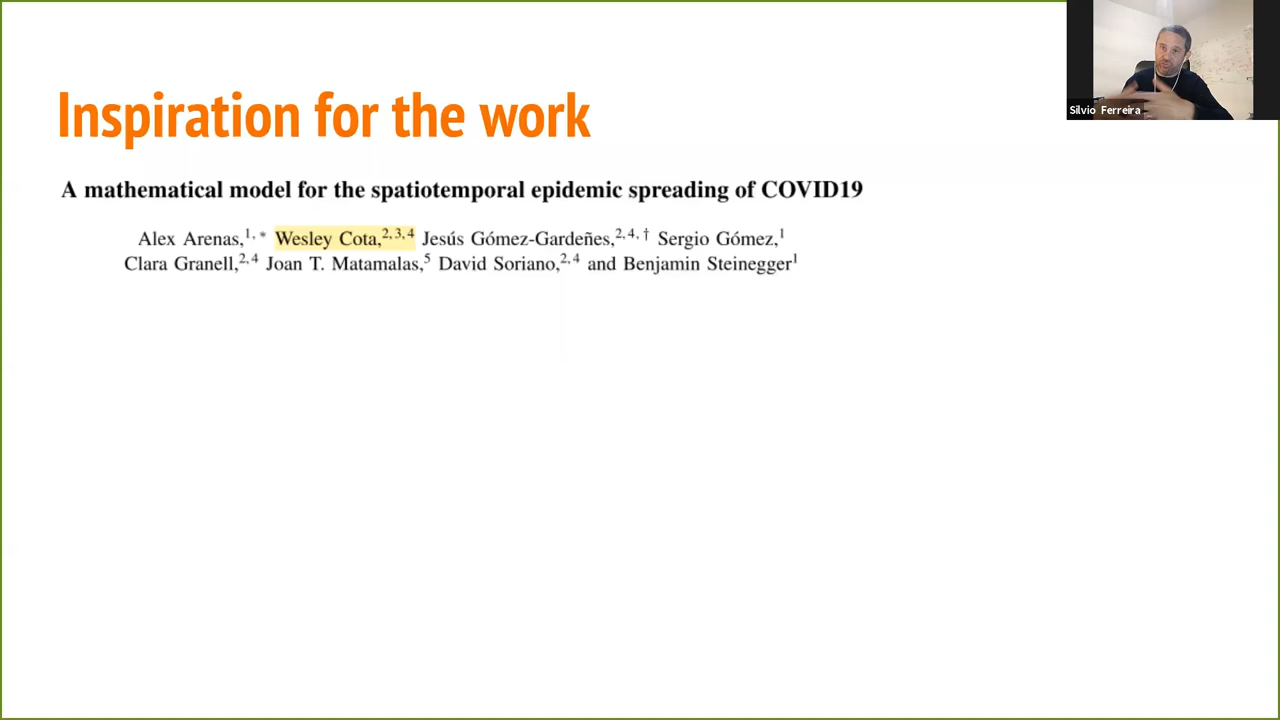 Inspiration for the work
A mathematical model for the spatiotemporal epidemic spreading of COVID19
Alex Arenas,1, * Wesley Cota,2, 3, 4 Jesús Gómez-Gardeñes,2, 4, † Sergio Gómez,1
Clara Granell,2, 4 Joan T. Matamalas,5 David Soriano,2, 4 and Benjamin Steinegger1
Silvio Ferreira